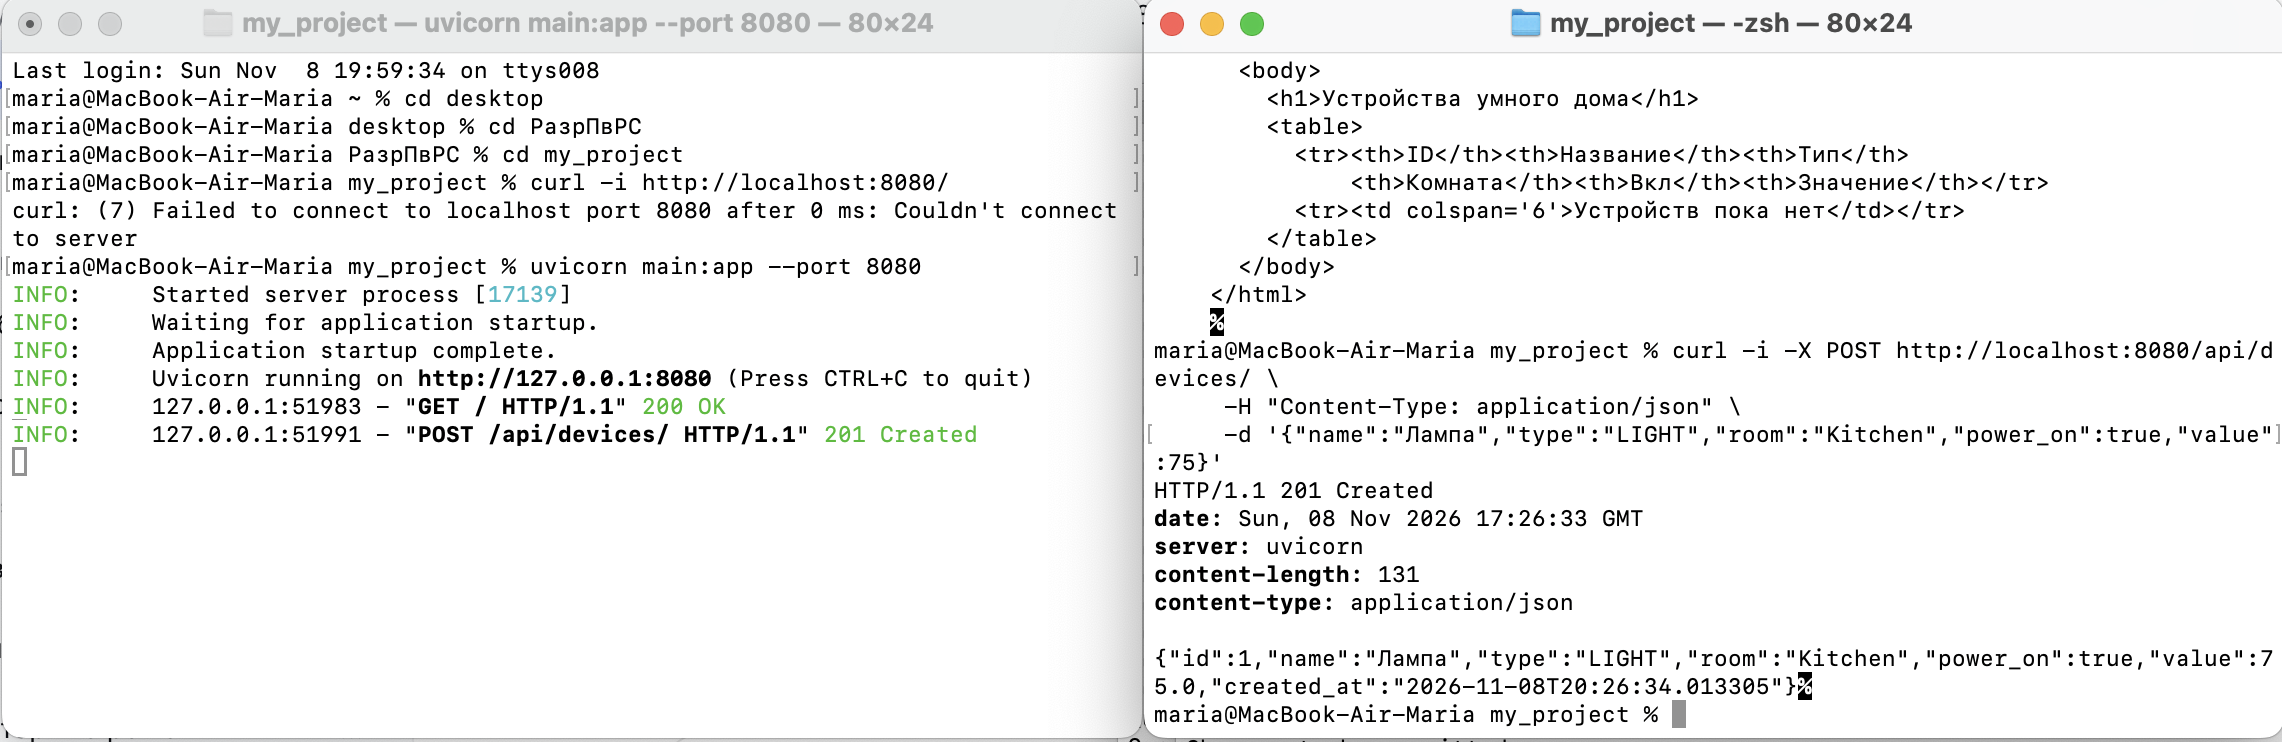 my_project — uvicorn main:app --port 8080 — 80×24
Last login: Sun Nov  8 19:59:34 on ttys008
[maria@MacBook-Air-Maria ~ % cd desktop ]
[maria@MacBook-Air-Maria desktop % cd РазрПвРС ]
[maria@MacBook-Air-Maria РазрПвРС % cd my_project ]
[maria@MacBook-Air-Maria my_project % curl -i http://localhost:8080/ ]
curl: (7) Failed to connect to localhost port 8080 after 0 ms: Couldn't connect
to server
[maria@MacBook-Air-Maria my_project % uvicorn main:app --port 8080 ]
INFO:     Started server process [17139]
INFO:     Waiting for application startup.
INFO:     Application startup complete.
INFO:     Uvicorn running on http://127.0.0.1:8080 (Press CTRL+C to quit)
INFO:     127.0.0.1:51983 - "GET / HTTP/1.1" 200 OK
INFO:     127.0.0.1:51991 - "POST /api/devices/ HTTP/1.1" 201 Created
my_project — -zsh — 80×24
      <body>
        <h1>Устройства умного дома</h1>
        <table>
          <tr><th>ID</th><th>Название</th><th>Тип</th>
              <th>Комната</th><th>Вкл</th><th>Значение</th></tr>
          <tr><td colspan='6'>Устройств пока нет</td></tr>
        </table>
      </body>
    </html>
    %
maria@MacBook-Air-Maria my_project % curl -i -X POST http://localhost:8080/api/d
evices/ \
     -H "Content-Type: application/json" \
[     -d '{"name":"Лампа","type":"LIGHT","room":"Kitchen","power_on":true,"value"]
:75}'
HTTP/1.1 201 Created
date: Sun, 08 Nov 2026 17:26:33 GMT
server: uvicorn
content-length: 131
content-type: application/json
{"id":1,"name":"Лампа","type":"LIGHT","room":"Kitchen","power_on":true,"value":7
5.0,"created_at":"2026-11-08T20:26:34.013305"}%
maria@MacBook-Air-Maria my_project %